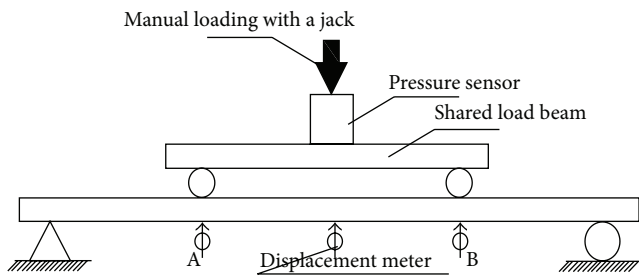 Manual loading with a jack
Pressure sensor
Shared load beam
A
Displacement meter
B